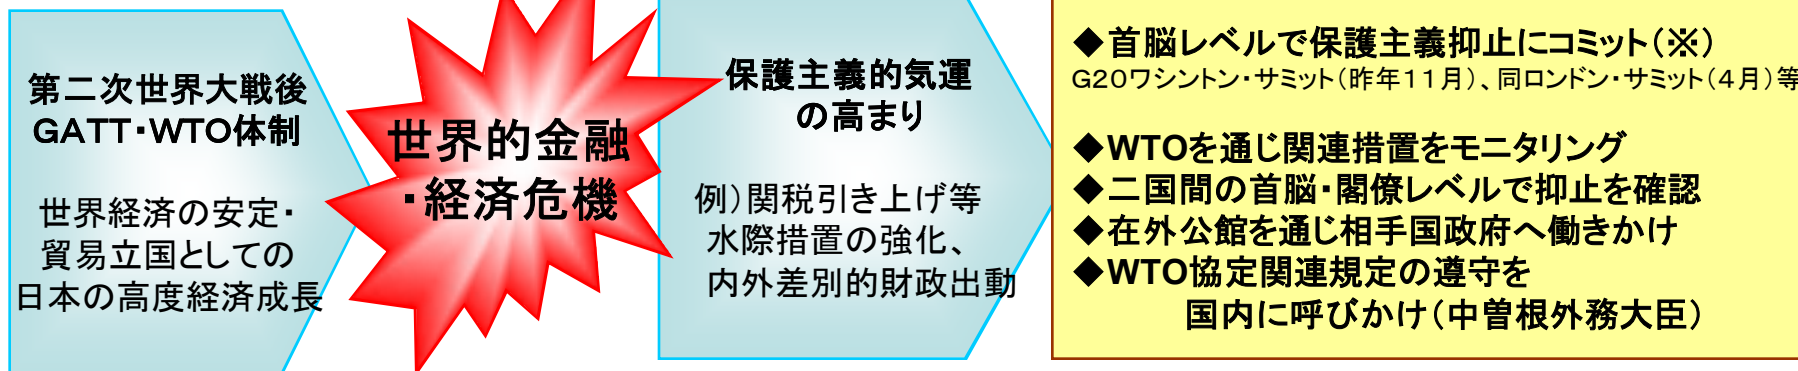 第二次世界大戦後
GATT・WTO体制
世界経済の安定・
貿易立国としての
日本の高度経済成長
世界的金融
・経済危機
保護主義的気運
の高まり
例）関税引き上げ等
水際措置の強化、
内外差別的財政出動
◆首脳レベルで保護主義抑止にコミット（※）
G20ワシントン・サミット（昨年１１月）、同ロンドン・サミット（４月）等
◆WTOを通じ関連措置をモニタリング
◆二国間の首脳・閣僚レベルで抑止を確認
◆在外公館を通じ相手国政府へ働きかけ
◆WTO協定関連規定の遵守を
国内に呼びかけ（中曽根外務大臣）